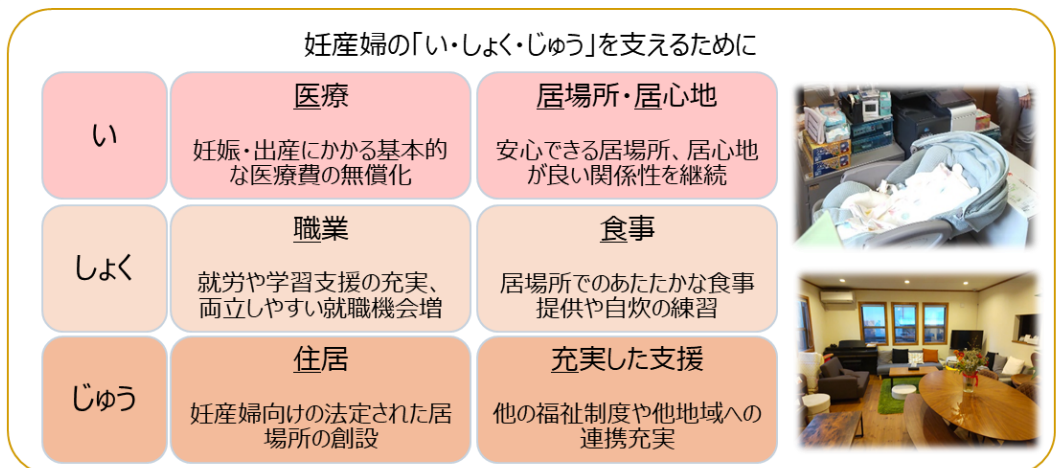 妊産婦の「い・しょく・じゅう」を支えるために
い
医療
妊娠・出産にかかる基本的
な医療費の無償化
居場所・居心地
安心できる居場所、居心地
が良い関係性を継続
しょく
職業
就労や学習支援の充実、
両立しやすい就職機会増
食事
居場所でのあたたかな食事
提供や自炊の練習
じゅう
住居
妊産婦向けの法定された居
場所の創設
充実した支援
他の福祉制度や他地域への
連携充実